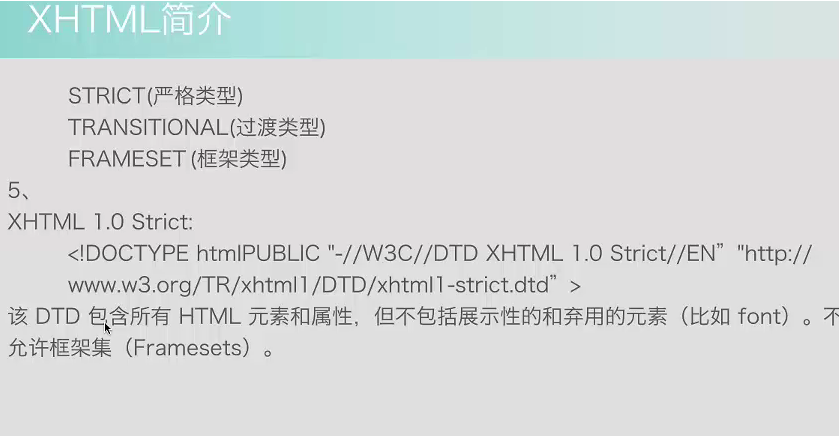 XHTML简介
STRICT(严格类型)
TRANSITIONAL(过渡类型)
FRAMESET (框架类型)
5、
XHTML 1.0 Strict:
<!DOCTYPE htmlPUBLIC "-//W3C//DTD XHTML 1.0 Strict//EN” "http://
www.w3.org/TR/xhtml1/DTD/xhtml1-strict.dtd” >
该 DTD 包含所有 HTML 元素和属性，但不包括展示性的和弃用的元素（比如 font）。不
允许框架集（Framesets）。